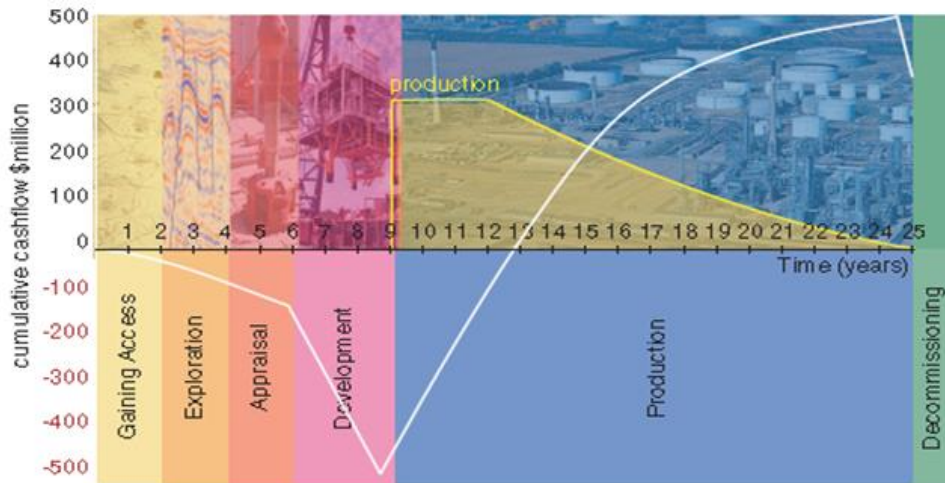 cumulative cashflow $million
500
400
300
200
100
0
-100
-200
-300
-400
-500
production
1 2 3 4 5 6 7 8 9 10 11 12 13 14 15 16 17 18 19 20 21 22 23 24 25
Time (years)
Gaining Access
Exploration
Appraisal
Development
Production
Decommissioning